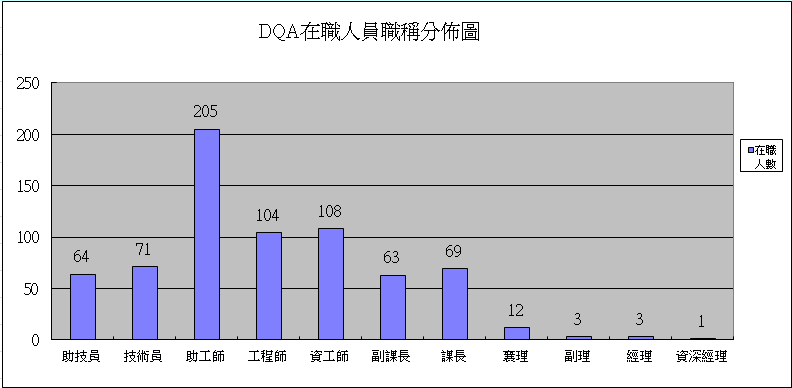 DQA在職人員職稱分佈圖
250
200
150
100
50
0
64
71
205
104
108
63
69
12
3
3
1
助技員
技術員
助工師
工程師
資工師
副課長
課長
襄理
副理
經理
資深經理
在職
人數